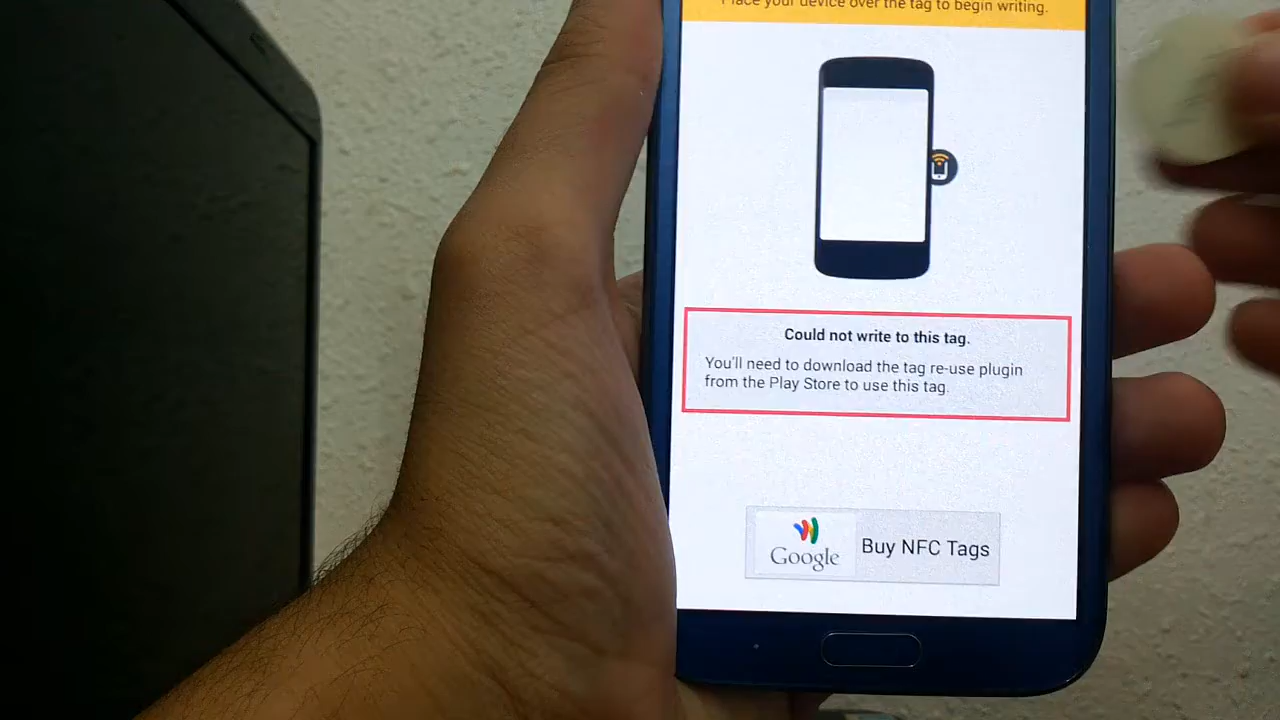 Place your device over the tag to begin writing.
Could not write to this tag.
You'll need to download the tag re-use plugin
from the Play Store to use this tag.
Google
Buy NFC Tags